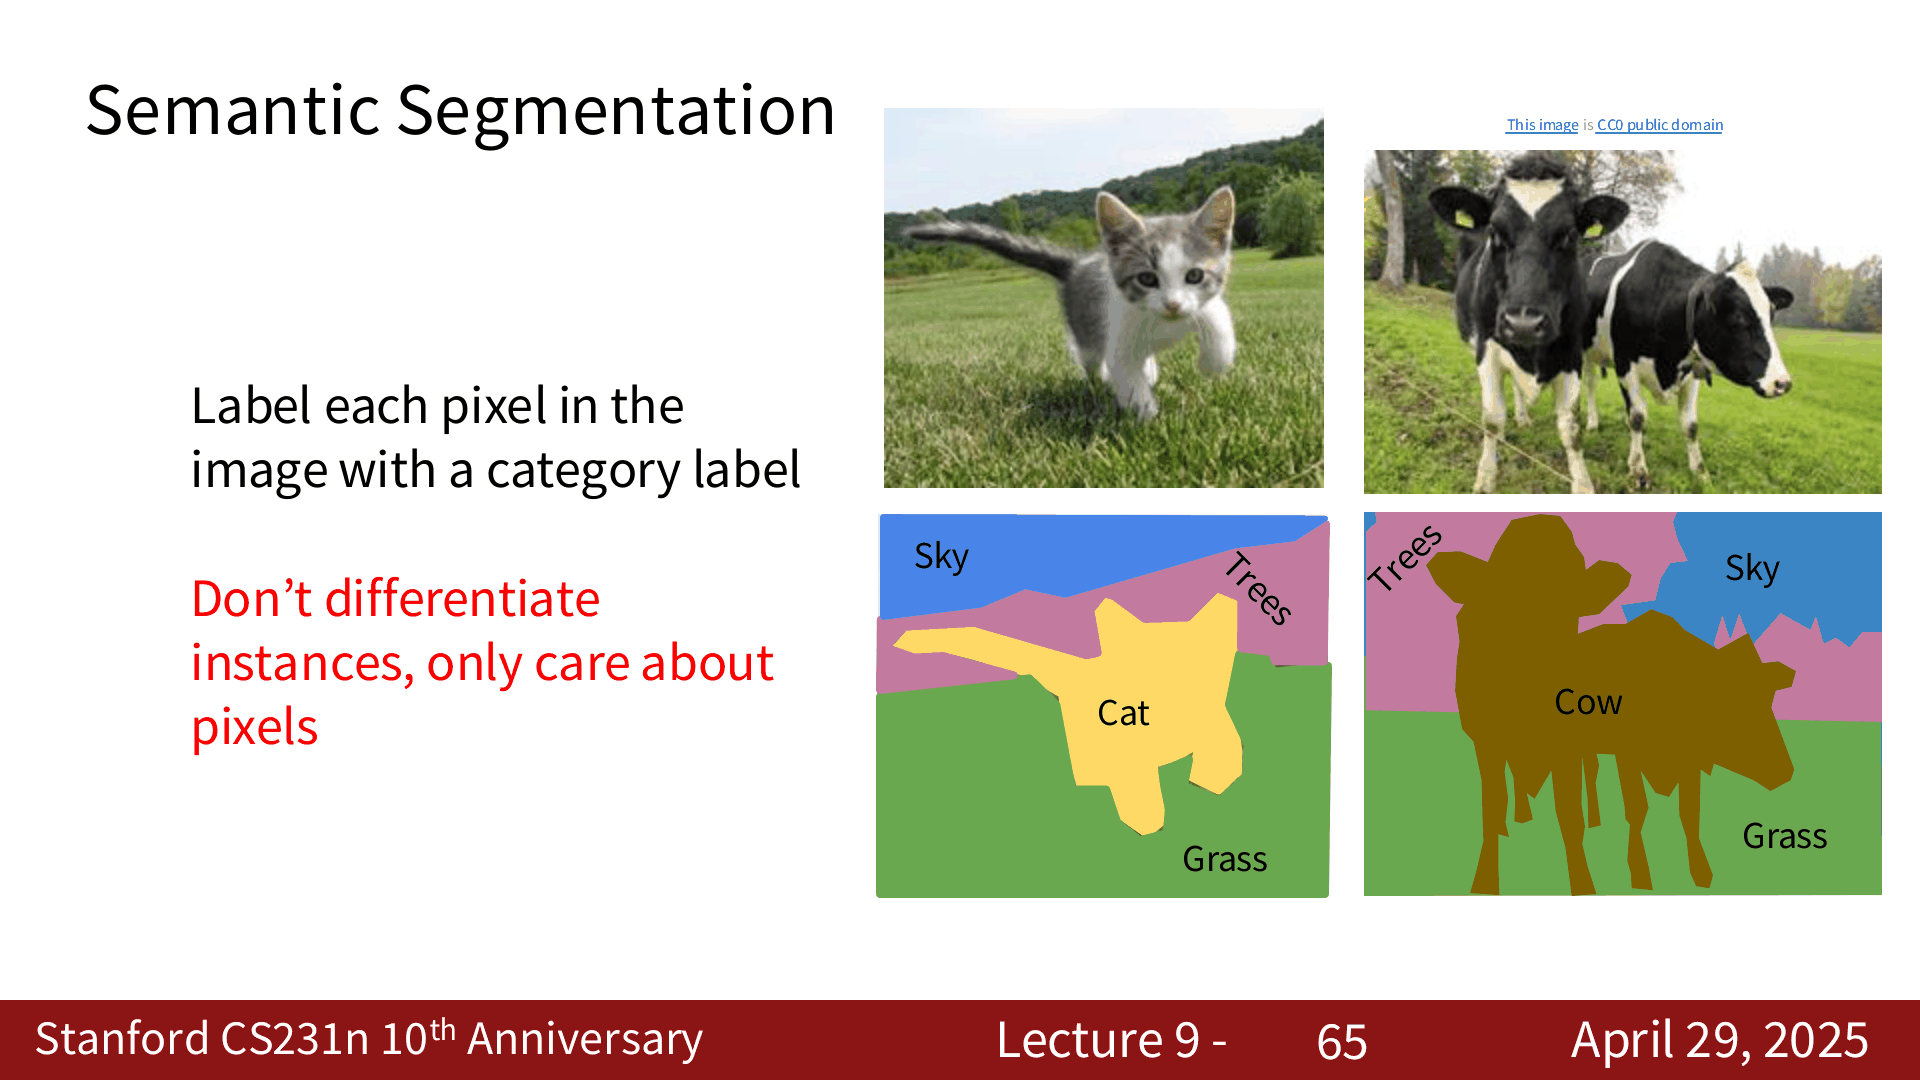 Semantic Segmentation
This image is CC0 public domain
Label each pixel in the
image with a category label
Don’t differentiate
instances, only care about
pixels
Sky
Trees
Cat
Grass
Trees
Sky
Cow
Grass
Stanford CS231n 10th Anniversary
Lecture 9 -
65
April 29, 2025